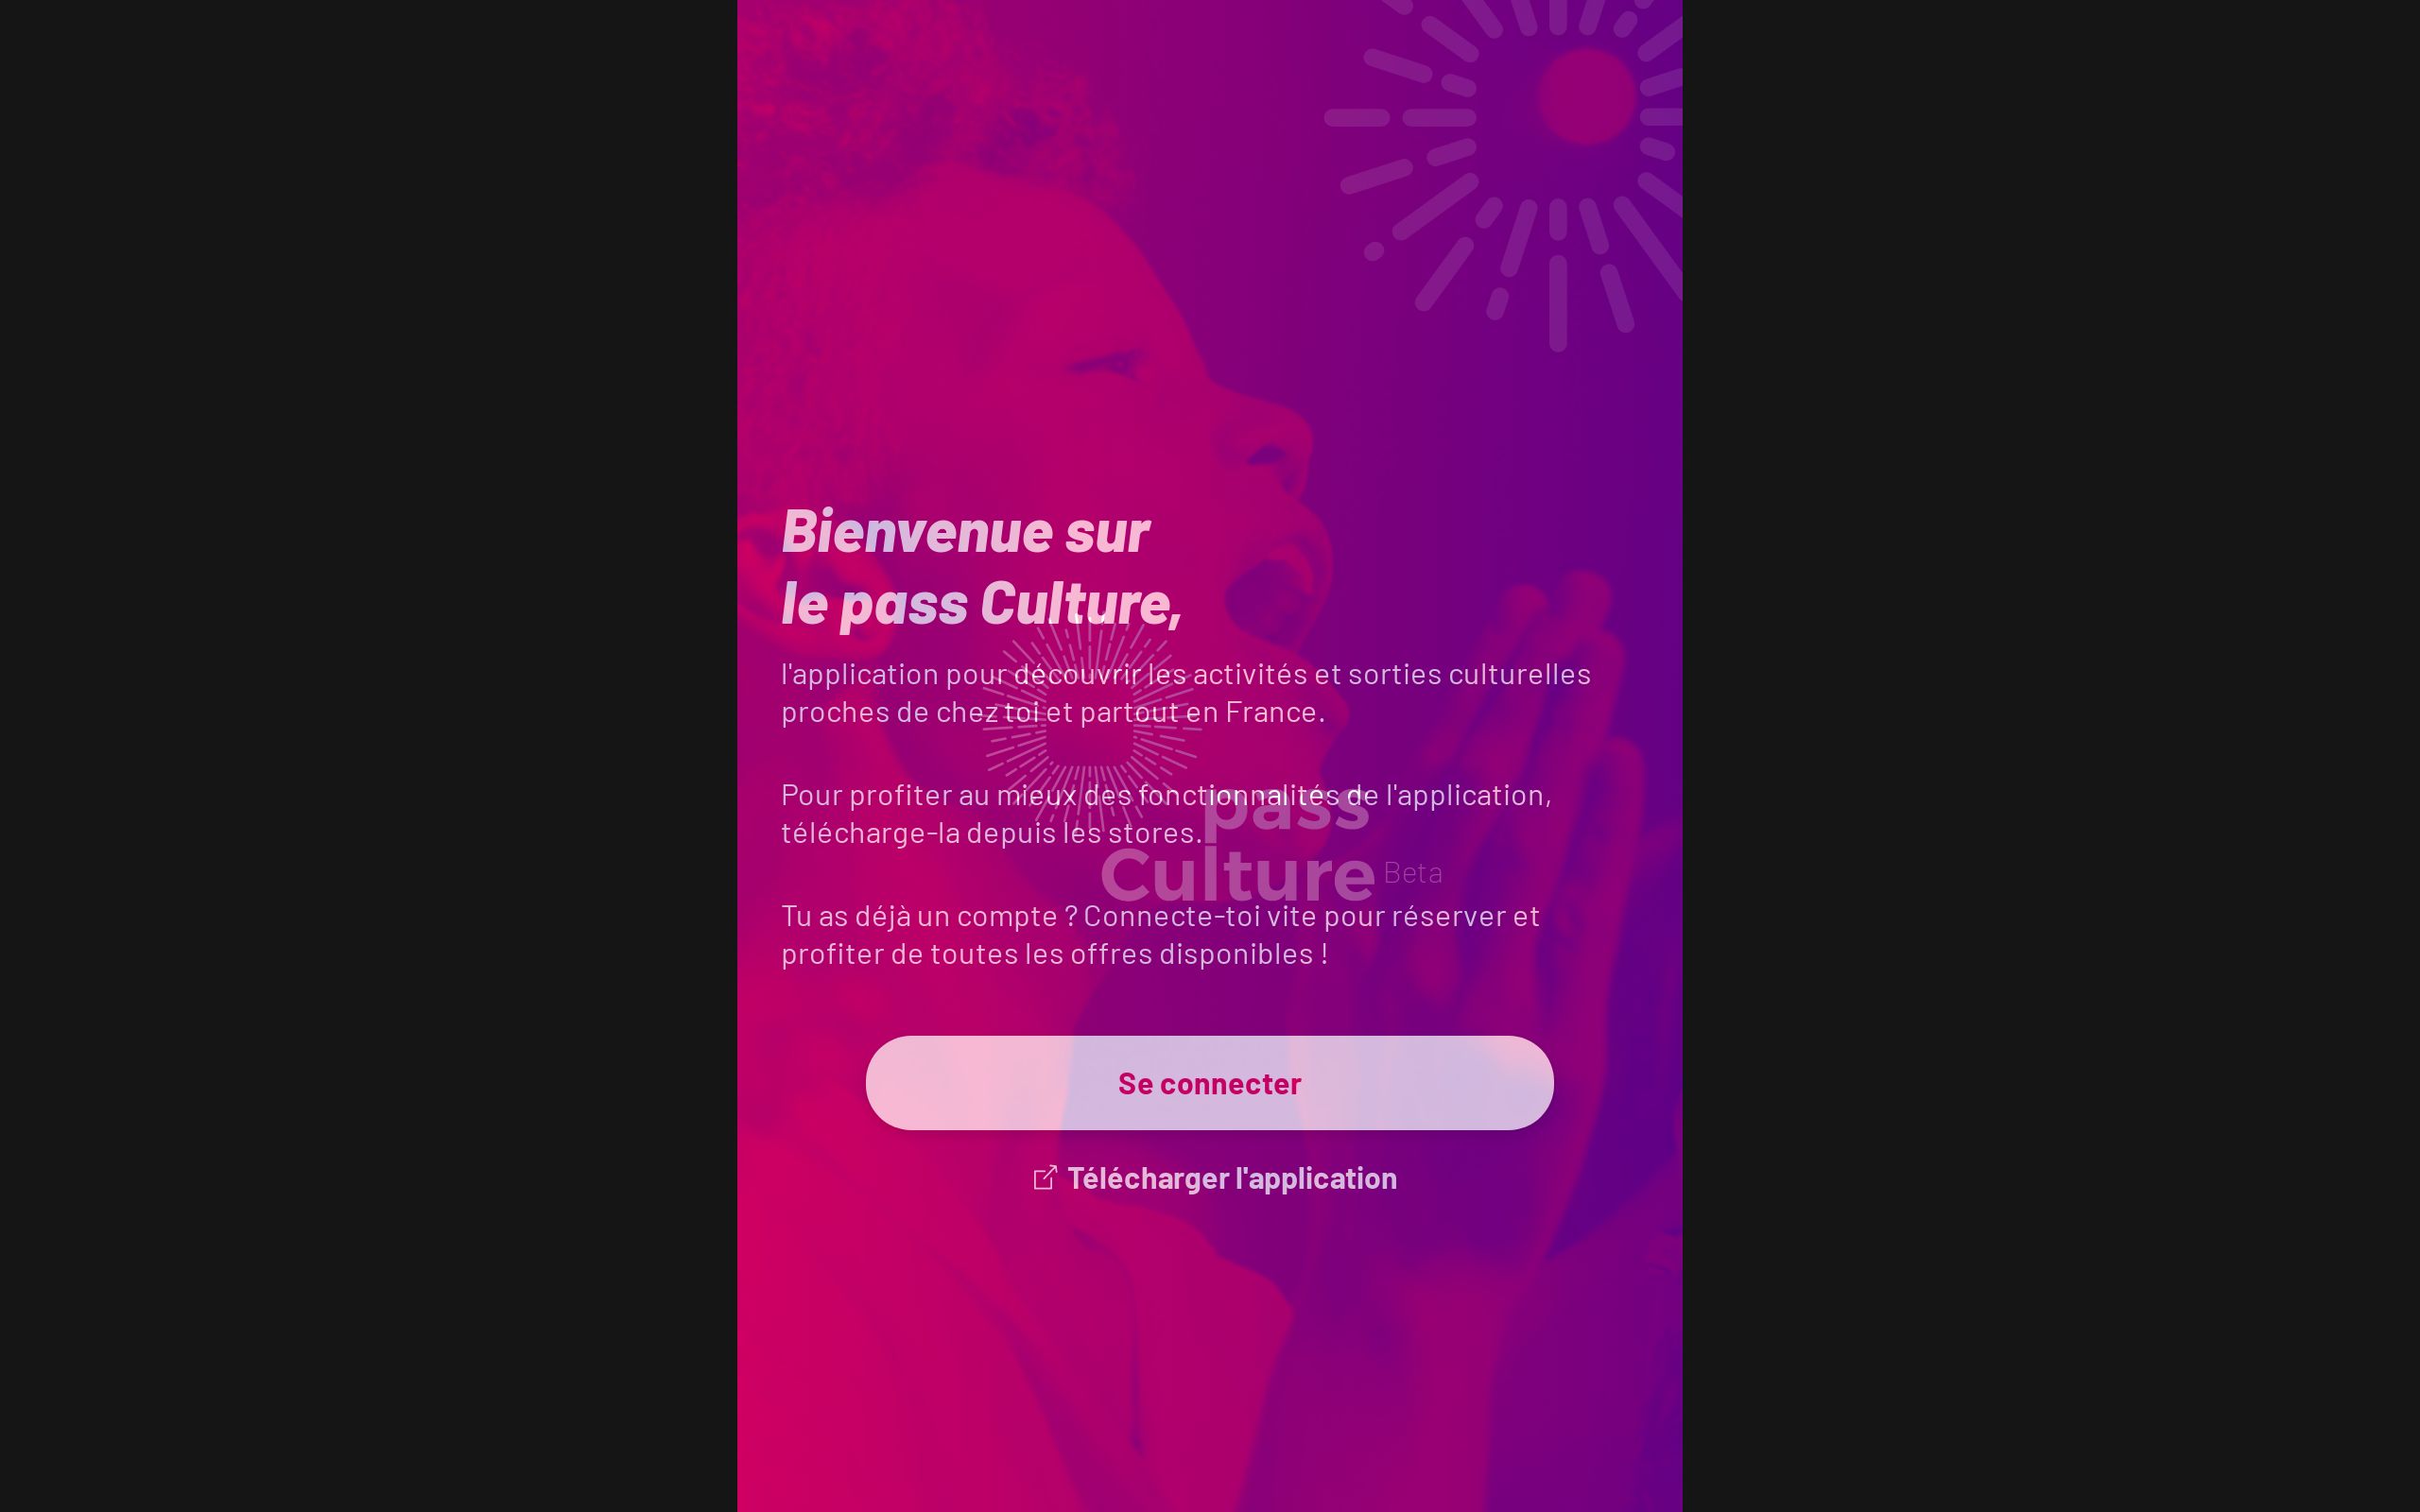 Bienvenue sur
le pass Culture,
l'application pour découvrir les activités et sorties culturelles
proches de chez toi et partout en France.
Pour profiter au mieux des fonctionnalités de l'application,
télécharge-la depuis les stores.
pass
Culture Beta
Tu as déjà un compte ? Connecte-toi vite pour réserver et
profiter de toutes les offres disponibles !
Se connecter
Télécharger l'application